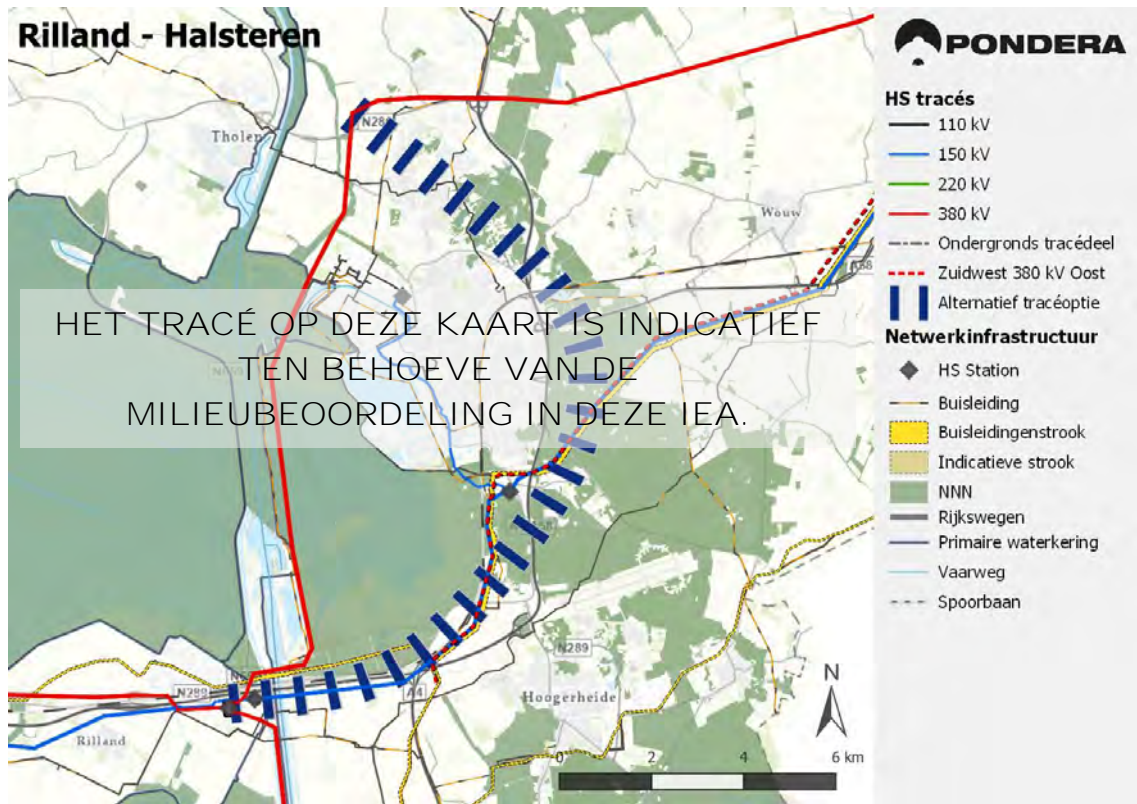 Rilland - Halsteren
PONDERA
HS tracés
110 kV
150 kV
220 kV
380 kV
Ondergronds tracédeel
Zuidwest 380 kV Oost
Alternatief tracéoptie
Netwerkinfrastructuur
HS Station
Buisleiding
Buisleidingenstrook
Indicatieve strook
NNN
Rijkswegen
Primaire waterkering
Vaarweg
Spoorbaan
Tholen
Wouw
HET TRACÉ OP DEZE KAART IS INDICATIEF
TEN BEHOEVE VAN DE
MILIEUBEOORDELING IN DEZE IEA.
N289
Hoogerheide
N289
A4
Rilland
N
0 2 4 6 km